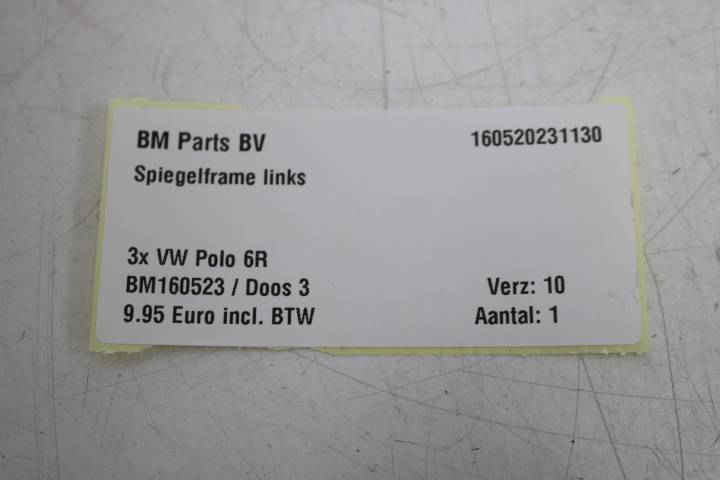 BM Parts BV 160520231130
Spiegelframe links
3x VW Polo 6R
BM160523 / Doos 3 Verz: 10
9.95 Euro incl. BTW Aantal: 1